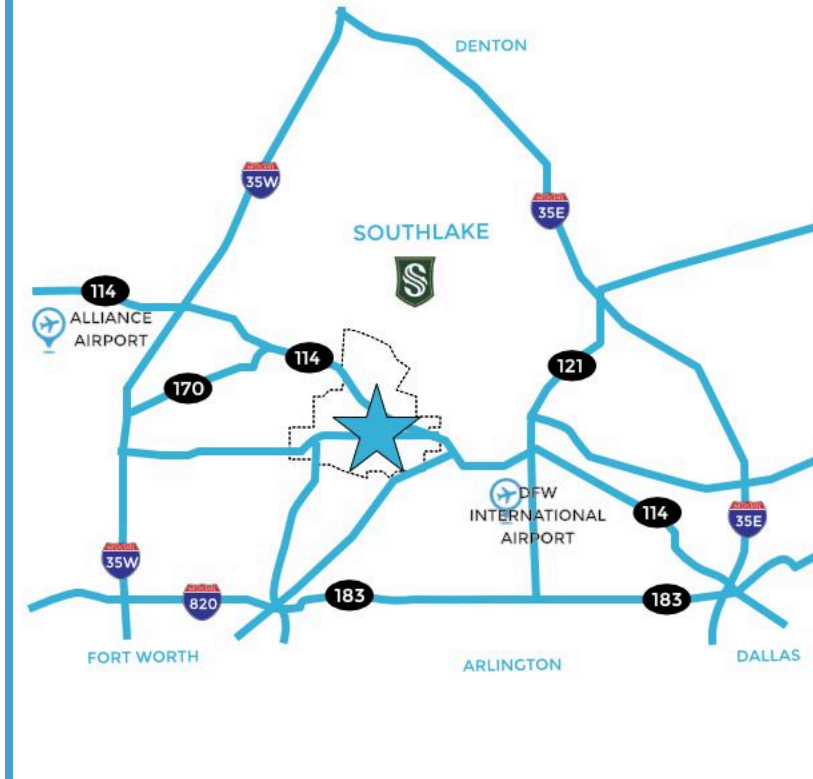 DENTON
35W
35E
SOUTHLAKE
S
114
ALLIANCE
AIRPORT
114
121
170
DFW
INTERNATIONAL
AIRPORT
114
35E
35W
820
183
183
FORT WORTH
ARLINGTON
DALLAS